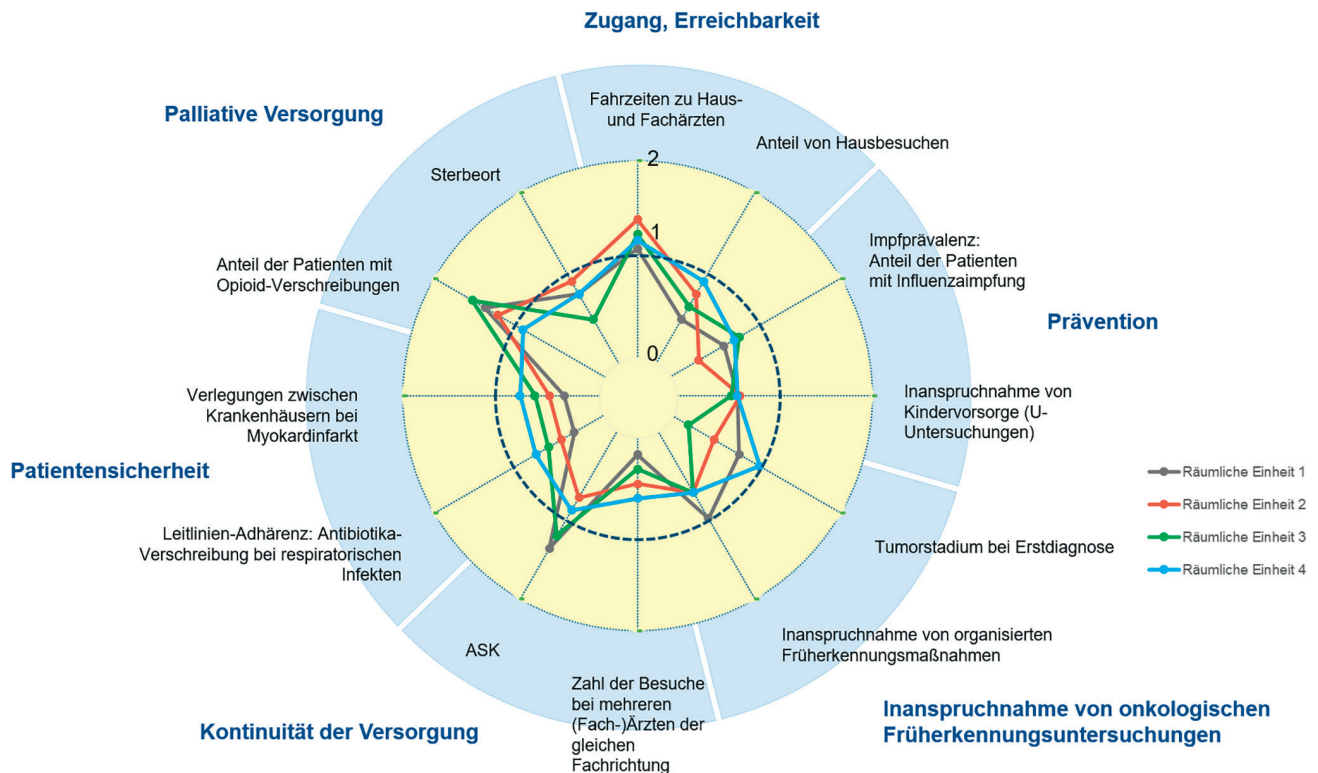 Zugang, Erreichbarkeit
Palliative Versorgung
Fahrzeiten zu Haus-
und Fachärzten
Anteil von Hausbesuchen
2
Sterbeort
1
Impfprävalenz:
Anteil der Patienten
mit Influenzaimpfung
Anteil der Patienten mit
Opioid-Verschreibungen
Prävention
0
Verlegungen zwischen
Krankenhäusern bei
Myokardinfarkt
Inanspruchnahme von
Kindervorsorge (U-
Untersuchungen)
Patientensicherheit
Räumliche Einheit 1
Räumliche Einheit 2
Räumliche Einheit 3
Räumliche Einheit 4
Leitlinien-Adhärenz: Antibiotika-
Verschreibung bei respiratorischen
Infekten
Tumorstadium bei Erstdiagnose
ASK
Inanspruchnahme von organisierten
Früherkennungsmaßnahmen
Zahl der Besuche
bei mehreren
(Fach-)Ärzten der
gleichen
Fachrichtung
Kontinuität der Versorgung
Inanspruchnahme von onkologischen
Früherkennungsuntersuchungen